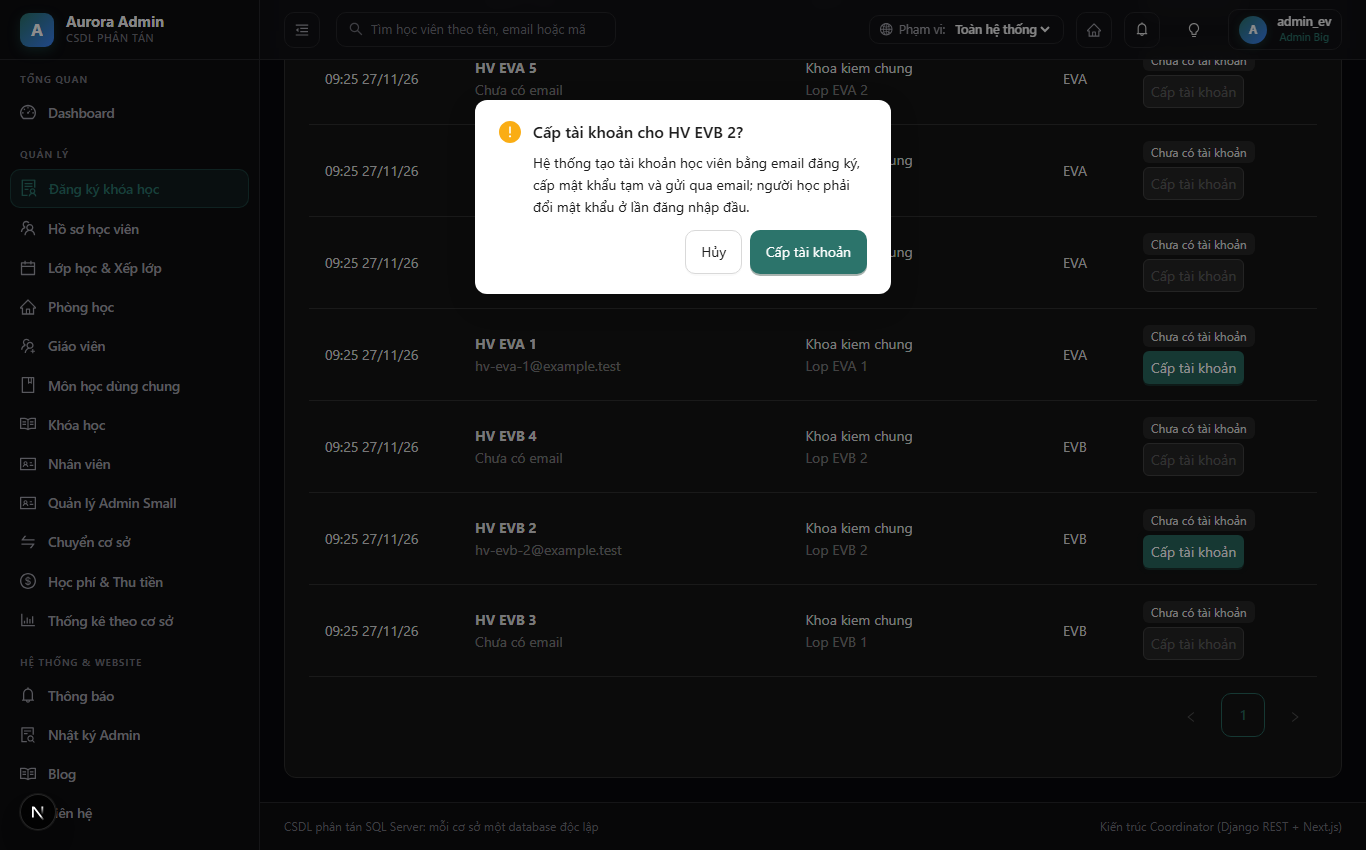 A
Aurora Admin
CSDL PHÂN TÁN
Tìm học viên theo tên, email hoặc mã
Phạm vi: Toàn hệ thống
A
admin_ev
Admin Big
TỔNG QUAN
Dashboard
QUẢN LÝ
Đăng ký khóa học
Hồ sơ học viên
Lớp học & Xếp lớp
Phòng học
Giáo viên
Môn học dùng chung
Khóa học
Nhân viên
Quản lý Admin Small
Chuyển cơ sở
Học phí & Thu tiền
Thống kê theo cơ sở
HỆ THỐNG & WEBSITE
Thông báo
Nhật ký Admin
Blog
N
iên hệ
09:25 27/11/26
HV EVA 5
Chưa có email
Khoa kiem chung
Lop EVA 2
EVA
Chưa có tài khoản
Cấp tài khoản
Cấp tài khoản cho HV EVB 2?
Hệ thống tạo tài khoản học viên bằng email đăng ký,
cấp mật khẩu tạm và gửi qua email; người học phải
đổi mật khẩu ở lần đăng nhập đầu.
Hủy
Cấp tài khoản
09:25 27/11/26
ung
EVA
Chưa có tài khoản
Cấp tài khoản
09:25 27/11/26
ung
EVA
Chưa có tài khoản
Cấp tài khoản
09:25 27/11/26
HV EVA 1
hv-eva-1@example.test
Khoa kiem chung
Lop EVA 1
EVA
Chưa có tài khoản
Cấp tài khoản
09:25 27/11/26
HV EVB 4
Chưa có email
Khoa kiem chung
Lop EVB 2
EVB
Chưa có tài khoản
Cấp tài khoản
09:25 27/11/26
HV EVB 2
hv-evb-2@example.test
Khoa kiem chung
Lop EVB 2
EVB
Chưa có tài khoản
Cấp tài khoản
09:25 27/11/26
HV EVB 3
Chưa có email
Khoa kiem chung
Lop EVB 1
EVB
Chưa có tài khoản
Cấp tài khoản
1
CSDL phân tán SQL Server: mỗi cơ sở một database độc lập
Kiến trúc Coordinator (Django REST + Next.js)